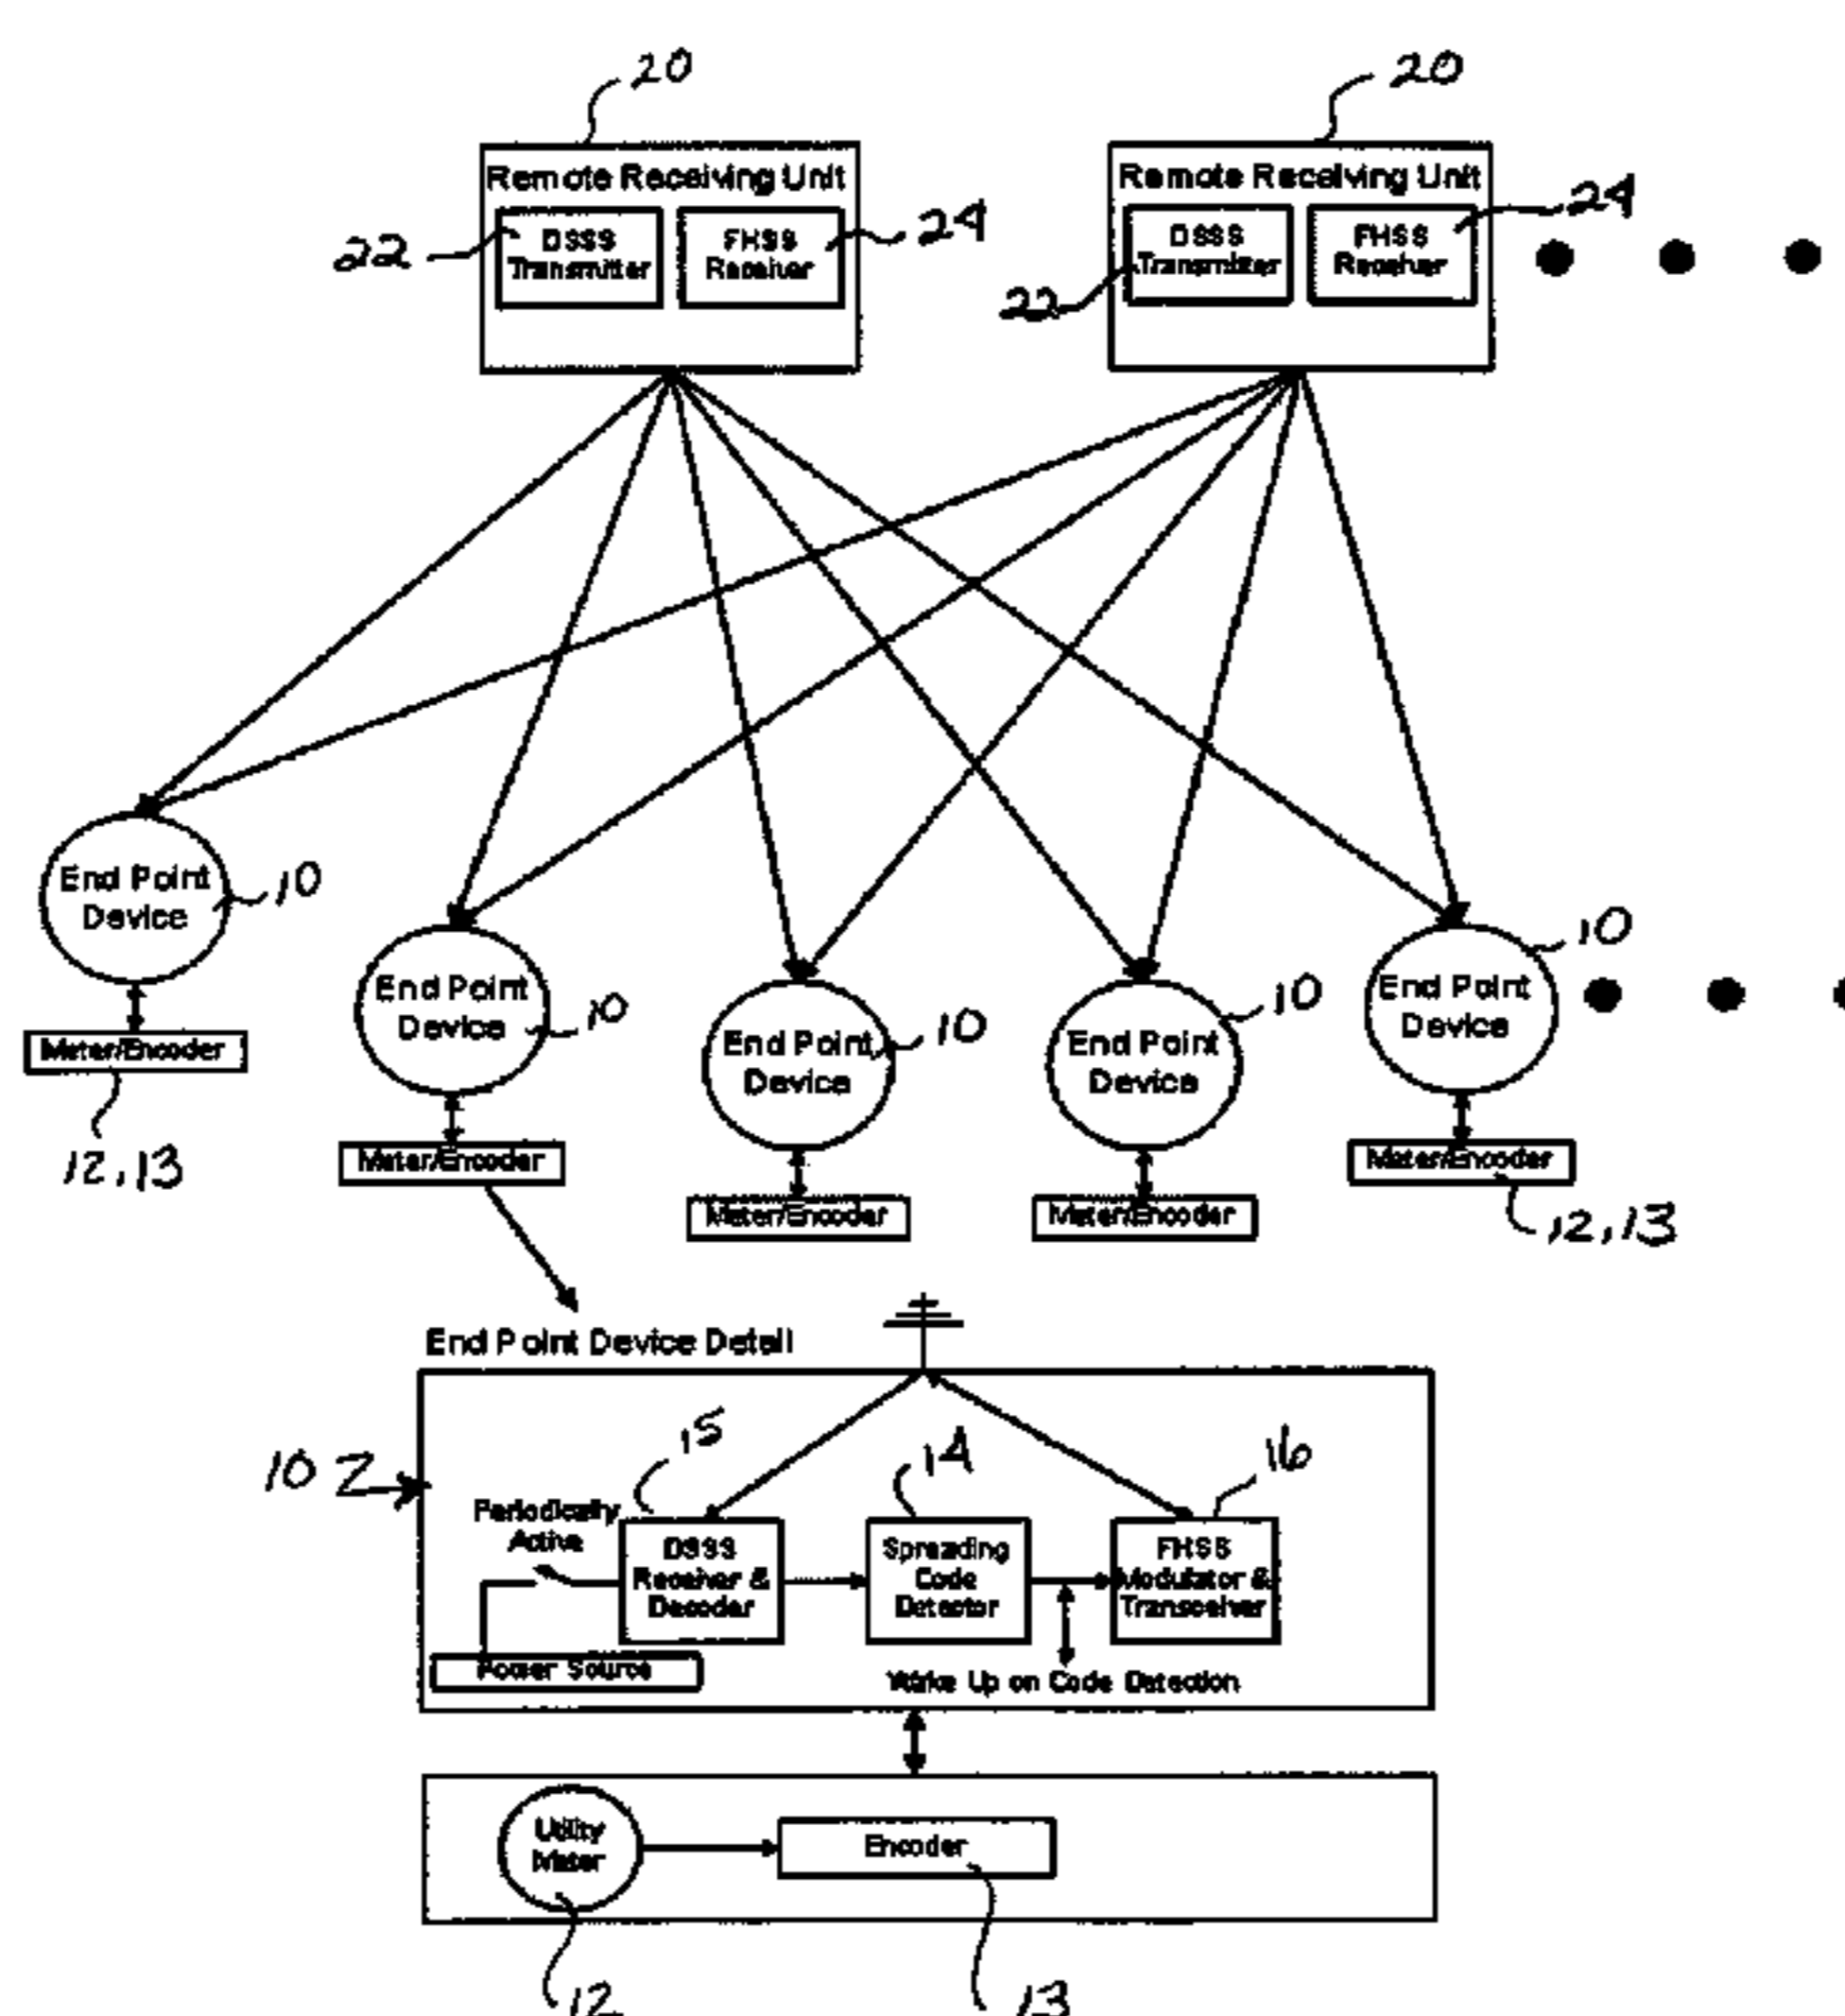 20
20
Remote Receiving Unit
Remote Receiving Unit
22
DSSS
Transmitter
FHSS
Receiver
24
22
DSSS
Transmitter
FHSS
Receiver
24
End Point
Device
10
Meter/Encoder
12,13
End Point
Device
10
Meter/Encoder
End Point
Device
10
Meter/Encoder
End Point
Device
10
Meter/Encoder
End Point
Device
10
Meter/Encoder
12,13
End Point Device Detail
10
15
14
16
Periodically
Active
DSSS
Receiver &
Decoder
Spreading
Code
Detector
FHSS
Modulator &
Transceiver
Power Source
Wake Up on Code Detection
Utility
Meter
Encoder
12
13